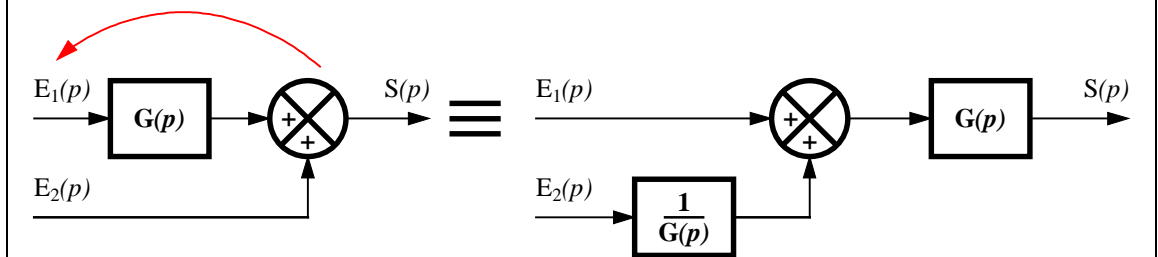 E₁(p)
G(p)
+
+
S(p)
E₂(p)
≡
E₁(p)
+
+
G(p)
S(p)
E₂(p)
1
G(p)